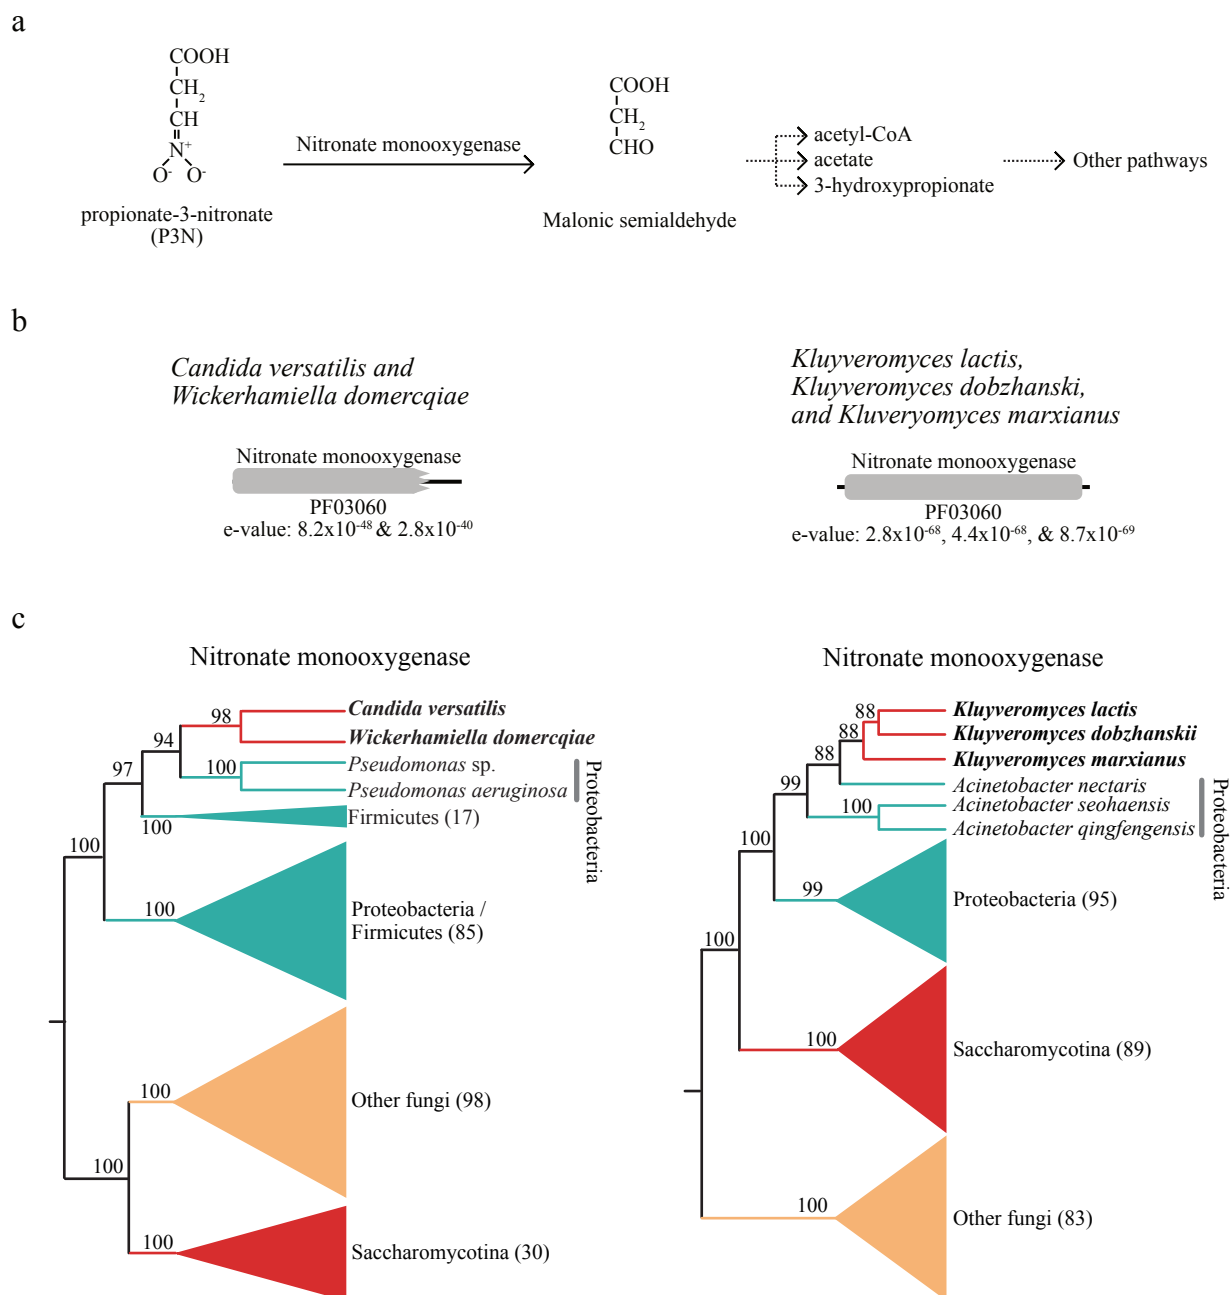 a
COOH
CH2
CH
N+
O- O-
propionate-3-nitronate
(P3N)
Nitronate monooxygenase
COOH
CH2
CHO
Malonic semialdehyde
acetyl-CoA
acetate
3-hydroxypropionate
Other pathways
b
Candida versatilis and
Wickerhamiella domercqiae
Nitronate monooxygenase
PF03060
e-value: 8.2x10-48 & 2.8x10-40
Kluyveromyces lactis,
Kluyveromyces dobzhanski,
and Kluveryomyces marxianus
Nitronate monooxygenase
PF03060
e-value: 2.8x10-68, 4.4x10-68, & 8.7x10-69
c
Nitronate monooxygenase
98
Candida versatilis
Wickerhamiella domercqiae
94
100
Pseudomonas sp.
Pseudomonas aeruginosa
Proteobacteria
97
100
Firmicutes (17)
100
100
Proteobacteria /
Firmicutes (85)
100
Other fungi (98)
100
100
Saccharomycotina (30)
Nitronate monooxygenase
88
Kluyveromyces lactis
88
Kluyveromyces dobzhanskii
88
Kluyveromyces marxianus
99
Acinetobacter nectaris
100
Acinetobacter seohaensis
Acinetobacter qingfengensis
Proteobacteria
99
Proteobacteria (95)
100
100
Saccharomycotina (89)
100
Other fungi (83)